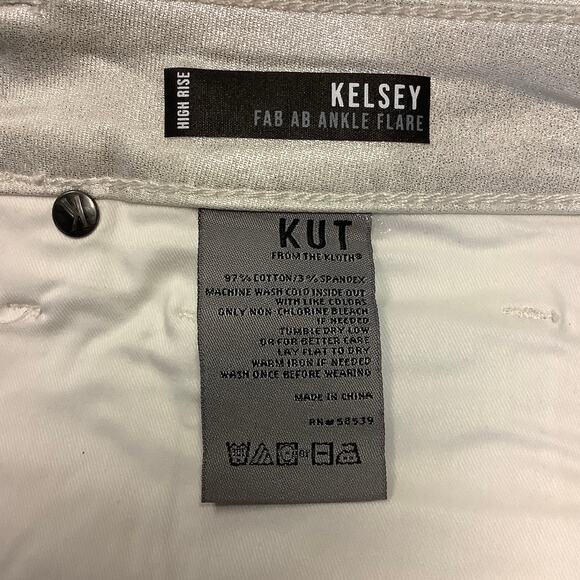 HIGH RISE
KELSEY
FAB AB ANKLE FLARE
K
KUT
FROM THE KLOTH®
97% COTTON/3% SPANDEX
MACHINE WASH COLD INSIDE OUT
WITH LIKE COLORS
ONLY NON-CHLORINE BLEACH
IF NEEDED
TUMBLE DRY LOW
OR FOR BETTER CARE
LAY FLAT TO DRY
WARM IRON IF NEEDED
WASH ONCE BEFORE WEARING
MADE IN CHINA
RN# 58539
or